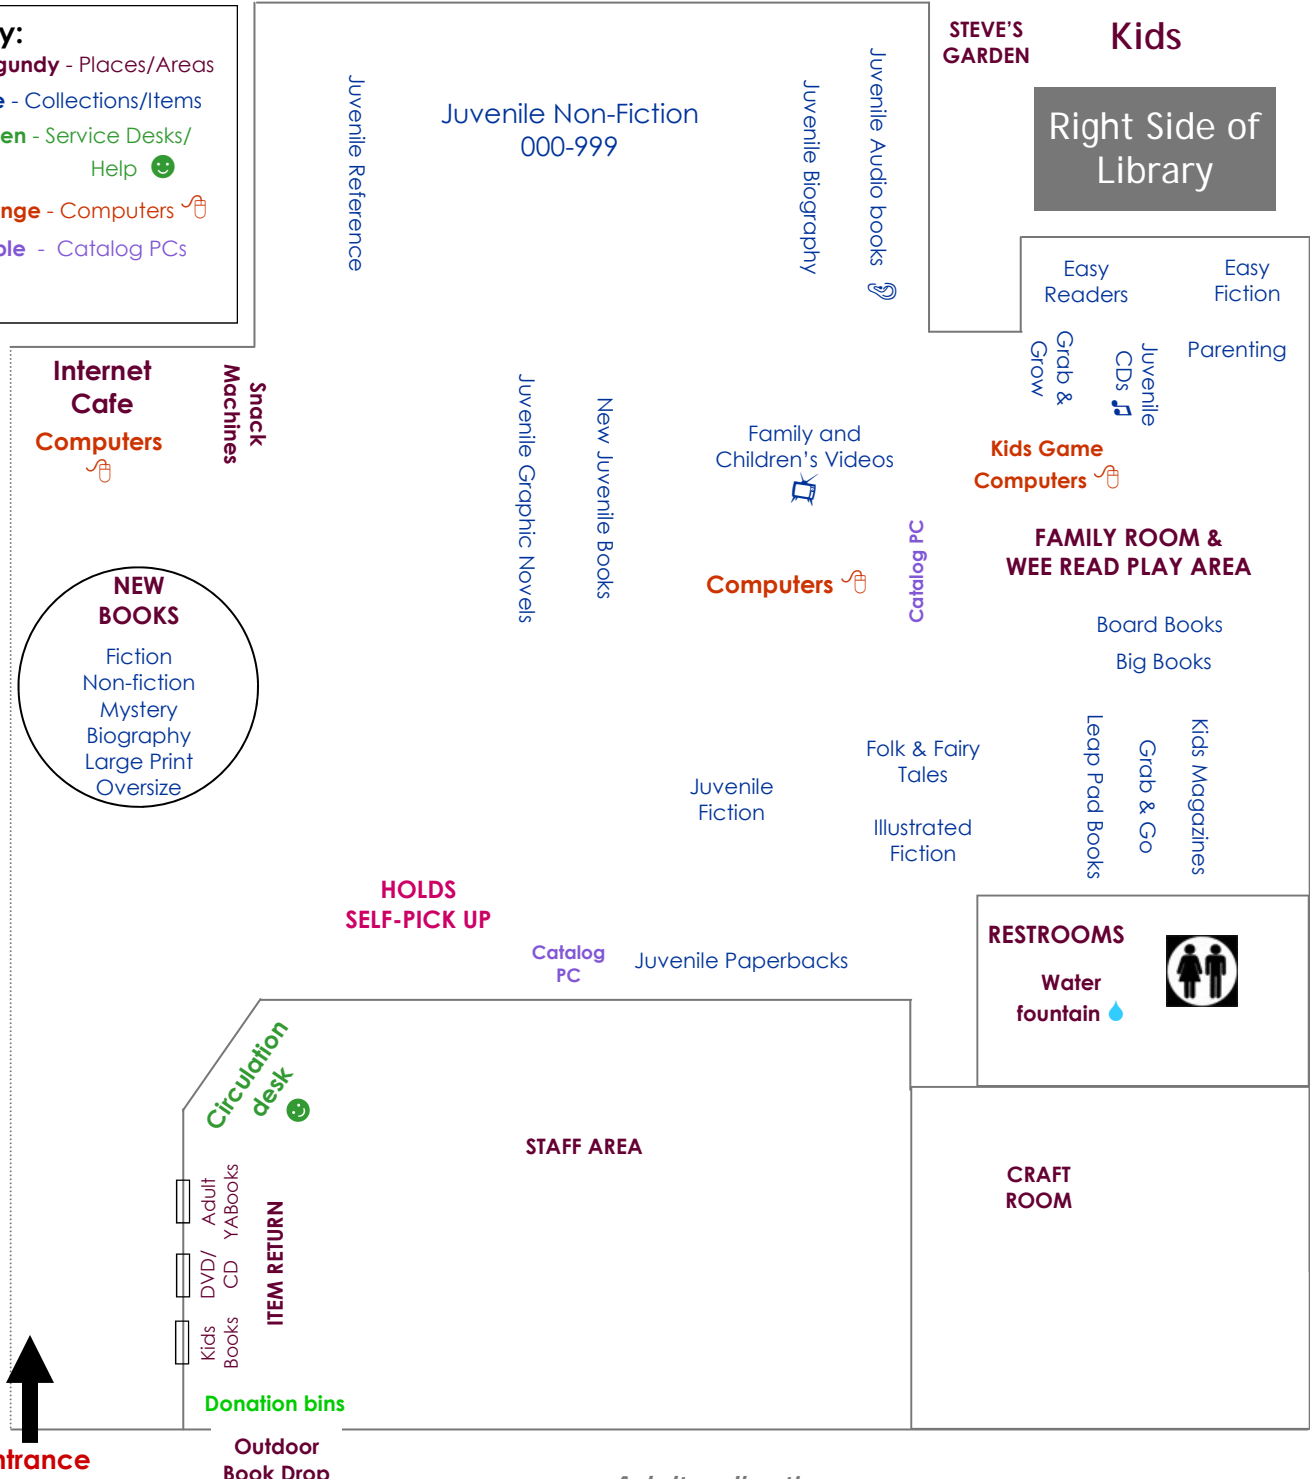 y:
gundy - Places/Areas
e - Collections/Items
en - Service Desks/
Help
nge - Computers
ple - Catalog PCs
STEVE'S
GARDEN
Kids
Right Side of
Library
Juvenile Reference
Juvenile Non-Fiction
000-999
Juvenile Biography
Juvenile Audio books
Easy
Readers
Easy
Fiction
Grab &
Grow
Juvenile
CDs
Parenting
Internet
Cafe
Computers
Snack
Machines
Juvenile Graphic Novels
New Juvenile Books
Family and
Children's Videos
Kids Game
Computers
Computers
Catalog PC
FAMILY ROOM &
WEE READ PLAY AREA
NEW
BOOKS
Fiction
Non-fiction
Mystery
Biography
Large Print
Oversize
Board Books
Big Books
Leap Pad Books
Grab & Go
Kids Magazines
Folk & Fairy
Tales
Juvenile
Fiction
Illustrated
Fiction
HOLDS
SELF-PICK UP
Catalog
PC
Juvenile Paperbacks
RESTROOMS
Water
fountain
Circulation
desk
STAFF AREA
CRAFT
ROOM
Adult
YABooks
DVD/
CD
Kids
Books
ITEM RETURN
Donation bins
ntrance
Outdoor
Book Drop